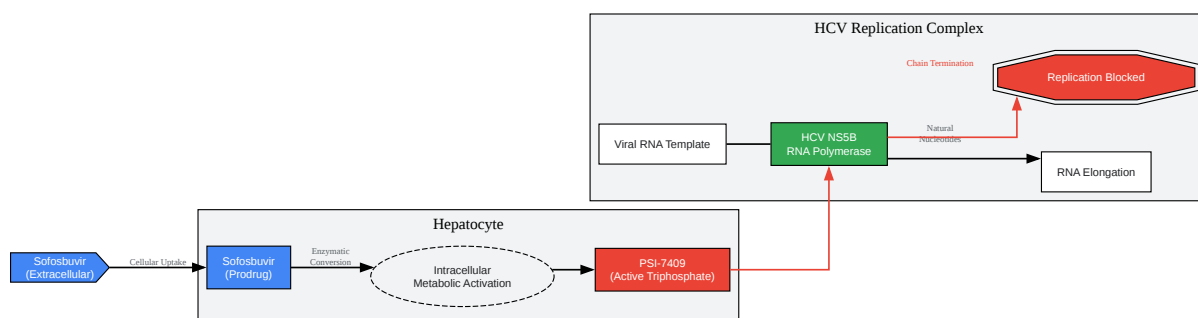 HCV Replication Complex
Chain Termination
Replication Blocked
Viral RNA Template
HCV NS5B
RNA Polymerase
Natural
Nucleotides
RNA Elongation
Hepatocyte
Sofosbuvir
(Extracellular)
Cellular Uptake
Sofosbuvir
(Prodrug)
Enzymatic
Conversion
Intracellular
Metabolic Activation
PSI-7409
(Active Triphosphate)